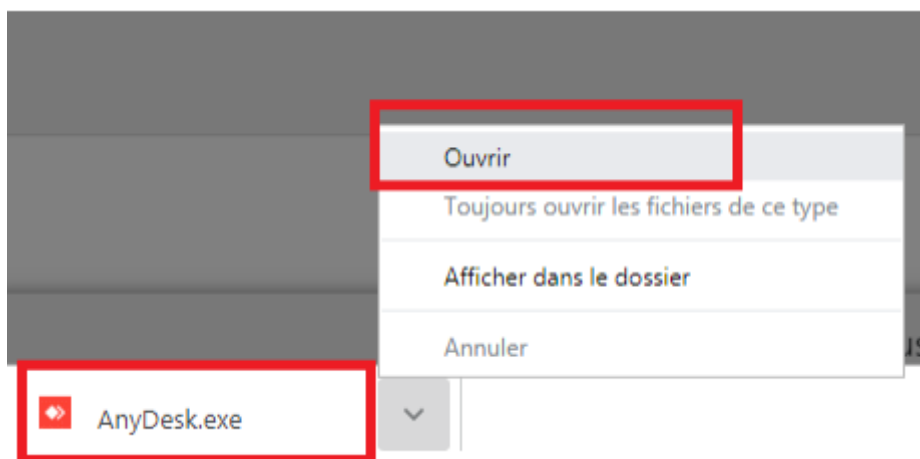 Ouvrir
Toujours ouvrir les fichiers de ce type
Afficher dans le dossier
Annuler
AnyDesk.exe